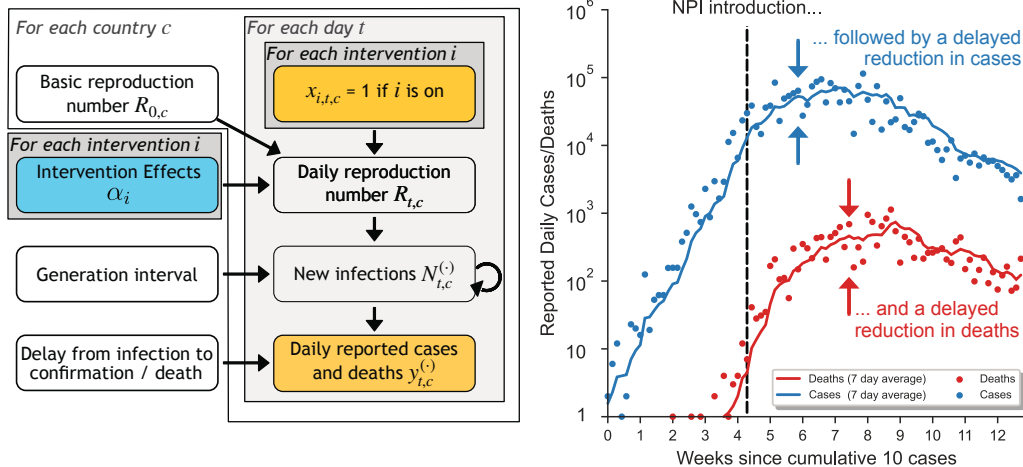 For each country c
For each day t
For each intervention i
Basic reproduction
number R_{0,c}
x_{i,t,c} = 1 if i is on
For each intervention i
Intervention Effects
α_i
Daily reproduction
number R_{t,c}
Generation interval
New infections N_{t,c}^{(·)}
Delay from infection to
confirmation / death
Daily reported cases
and deaths y_{t,c}^{(·)}
NPI introduction...
... followed by a delayed
reduction in cases
... and a delayed
reduction in deaths
Reported Daily Cases/Deaths
10^6
10^5
10^4
10^3
10^2
10
1
Deaths (7 day average)
Deaths
Cases (7 day average)
Cases
0 1 2 3 4 5 6 7 8 9 10 11 12
Weeks since cumulative 10 cases